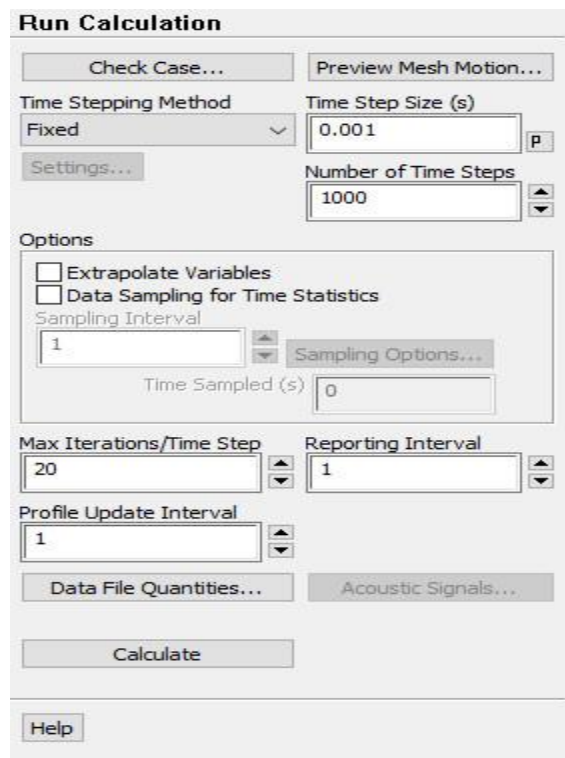 Run Calculation
Check Case... Preview Mesh Motion...
Time Stepping Method Time Step Size (s)
Fixed 0.001 P
Settings... Number of Time Steps
1000
Options
Extrapolate Variables
Data Sampling for Time Statistics
Sampling Interval
1 Sampling Options...
Time Sampled (s) 0
Max Iterations/Time Step Reporting Interval
20 1
Profile Update Interval
1
Data File Quantities... Acoustic Signals...
Calculate
Help